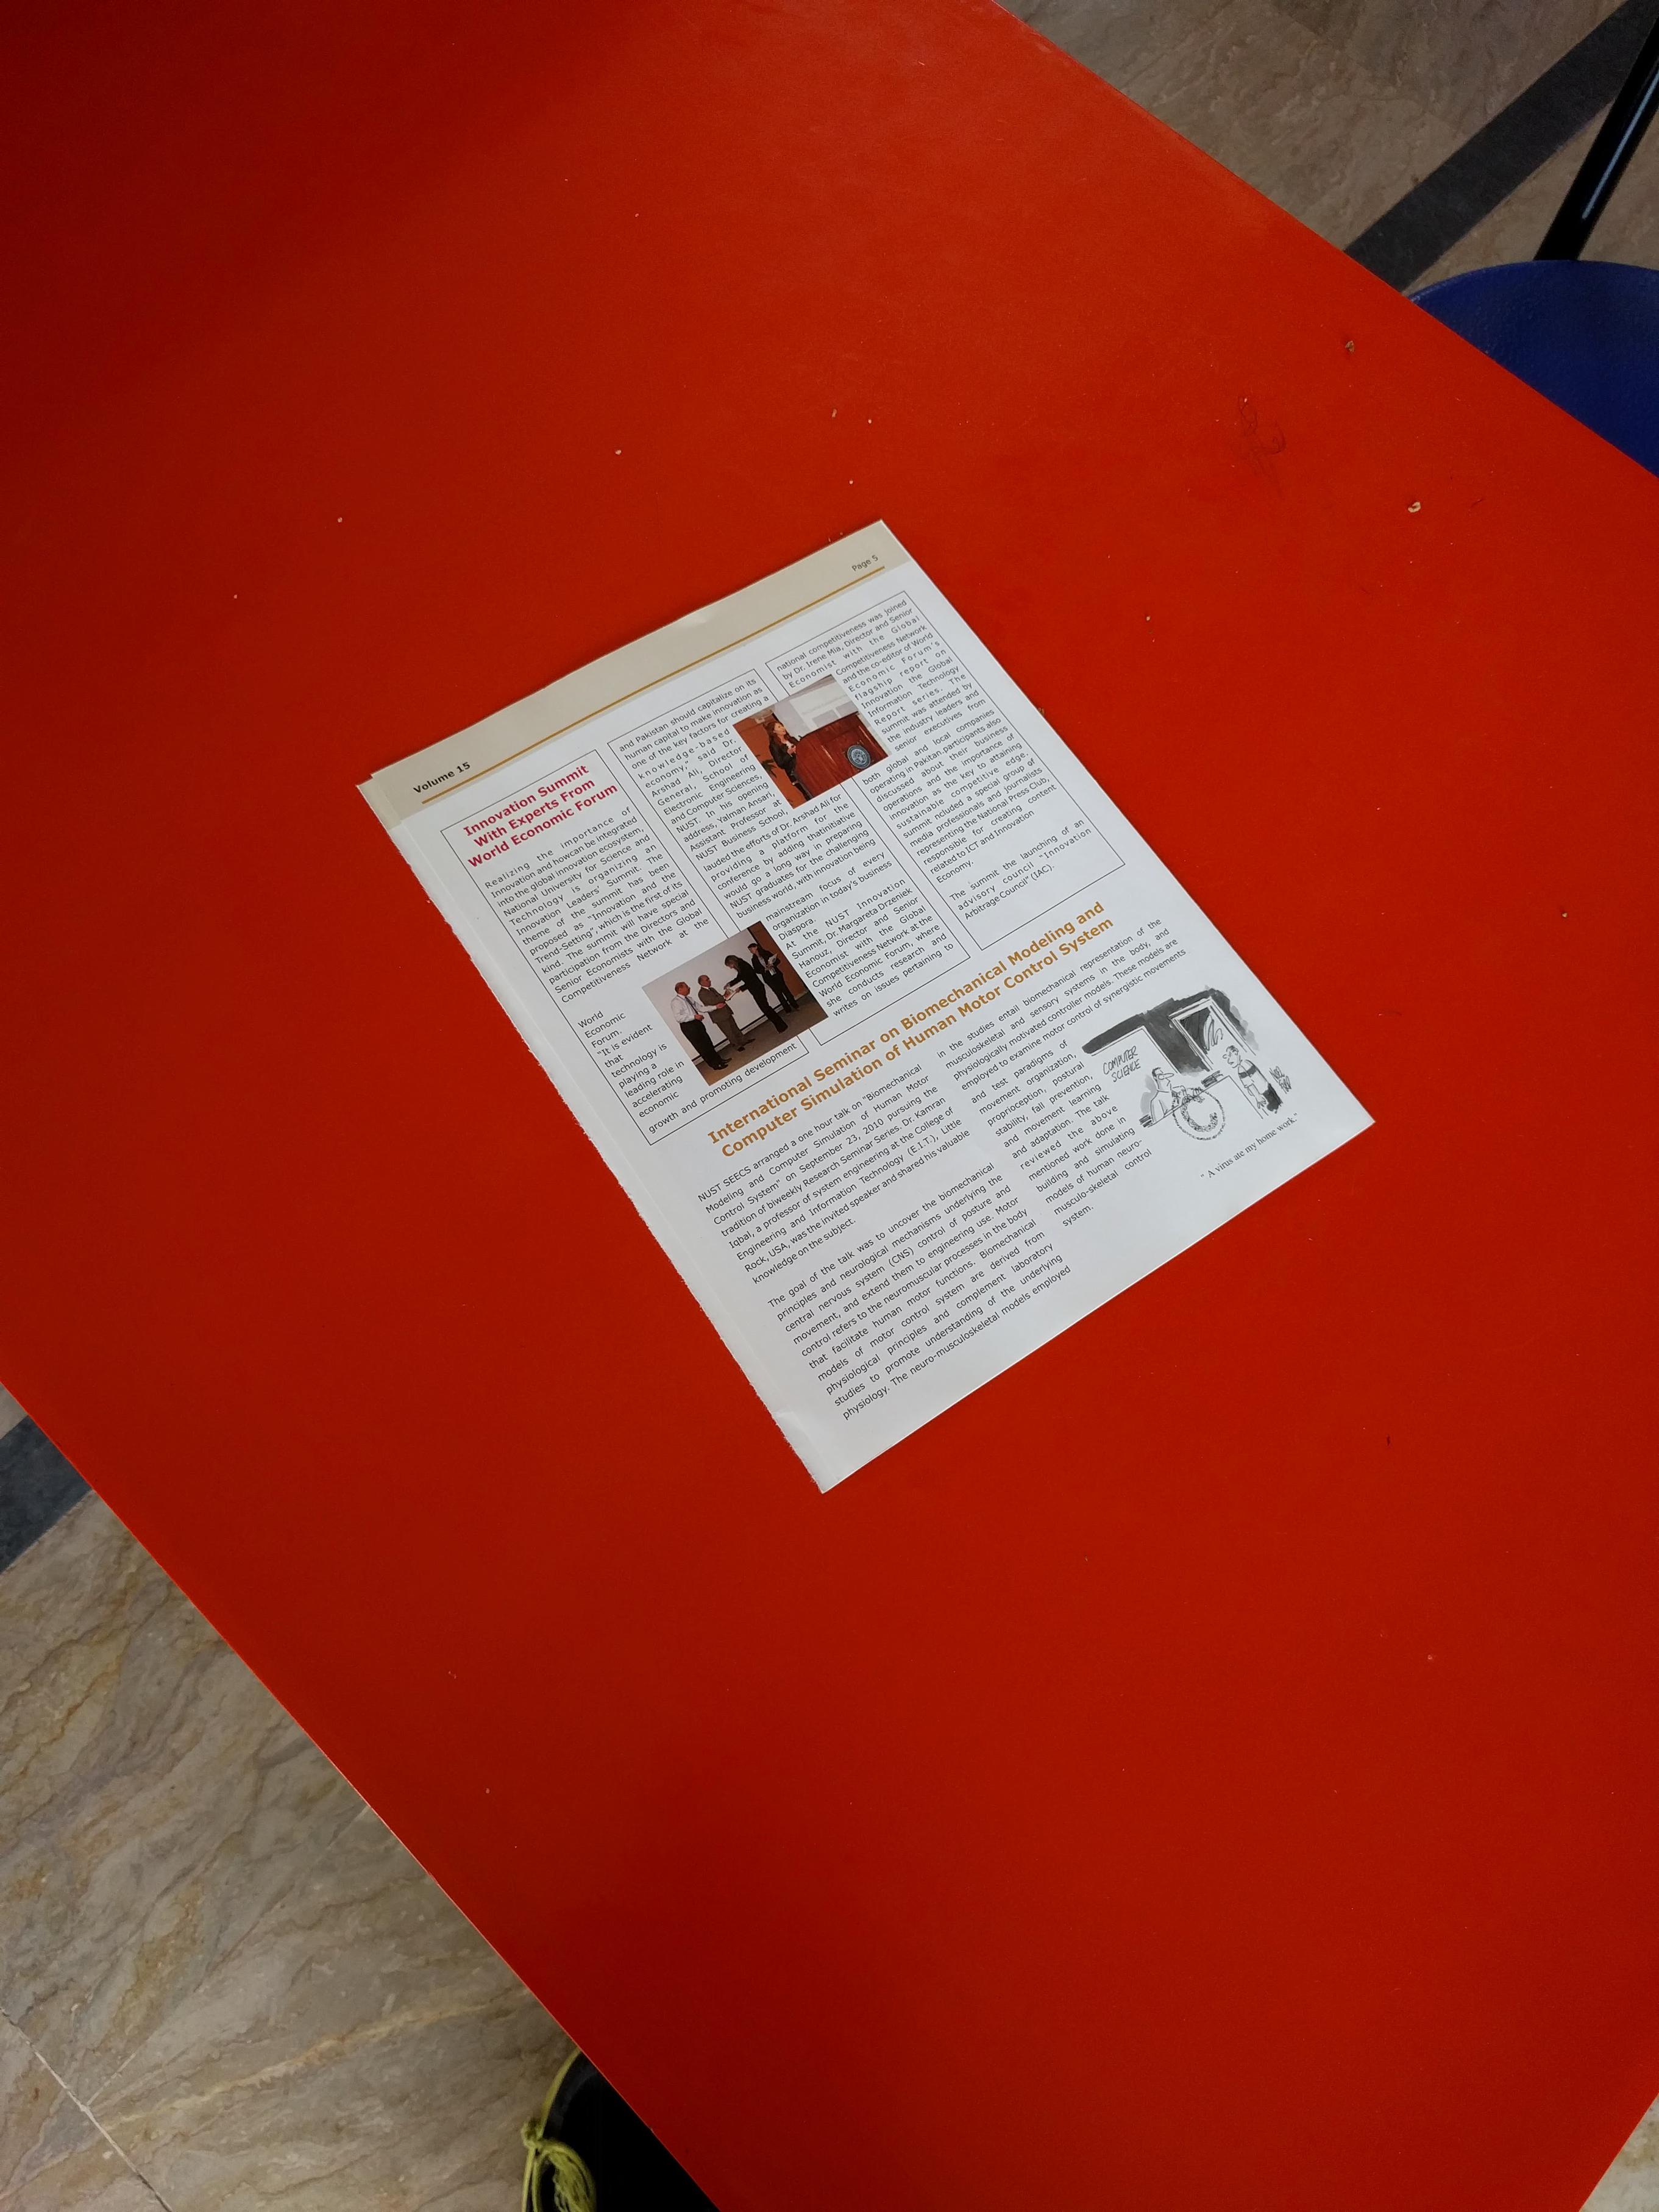 Volume 15
Page 5
Innovation Summit
With Experts From
World Economic Forum
Realizing the importance of
Innovation and howcan be integrated
into the global innovation ecosystem,
National University for Science and
Technology is organizing an
Innovation Leaders' Summit. The
theme of the summit has been
proposed as "Innovation and the
Trend-Setting", which is the first of its
kind. The summit will have special
participation from the Directors and
Senior Economists with the Global
Competitiveness Network at the
World
Economic
Forum.
"It is evident
that
technology is
playing a
leading role in
accelerating
economic
growth and promoting development
and Pakistan should capitalize on its
human capital to make innovation as
one of the key factors for creating a
knowledge-based
economy," said Dr.
Arshad Ali, Director
General, School of
Electronic Engineering
and Computer Sciences,
NUST. In his opening
address, Yalman Ansari,
Assistant Professor at
NUST Business School,
lauded the efforts of Dr. Arshad Ali for
providing a platform for the
conference by adding thatinitiative
would go a long way in preparing
NUST graduates for the challenging
business world, with innovation being
mainstream focus of every
organization in today's business
Diaspora.
At the NUST Innovation
Summit, Dr. Margareta Drzeniek
Hanouz, Director and Senior
Economist with the Global
Competitiveness Network at the
World Economic Forum, where
she conducts research and
writes on issues pertaining to
national competitiveness was joined
by Dr. Irene Mia, Director and Senior
Economist with the Global
Competitiveness Network
and the co-editor of World
Economic Forum's
flagship report on
Innovation the Global
Information Technology
Report series. The
summit was attended by
the industry leaders and
senior executives from
both global and local companies
operating in Pakitan.participants also
discussed about their business
operations and the importance of
innovation as the key to attaining
sustainable competitive edge.
summit included a special group of
media professionals and journalists
representing the National Press Club,
responsible for creating content
related to ICT and Innovation
Economy.
The summit the launching of an
advisory council "Innovation
Arbitrage Council" (IAC).
International Seminar on Biomechanical Modeling and
Computer Simulation of Human Motor Control System
NUST SEECS arranged a one hour talk on "Biomechanical
Modeling and Computer Simulation of Human Motor
Control System" on September 23, 2010 pursuing the
tradition of biweekly Research Seminar Series. Dr. Kamran
Iqbal, a professor of system engineering at the College of
Engineering and Information Technology (E.I.T.), Little
Rock, USA, was the invited speaker and shared his valuable
knowledge on the subject.
The goal of the talk was to uncover the biomechanical
principles and neurological mechanisms underlying the
central nervous system (CNS) control of posture and
movement, and extend them to engineering use. Motor
control refers to the neuromuscular processes in the body
that facilitate human motor functions. Biomechanical
models of motor control system are derived from
physiological principles and complement laboratory
studies to promote understanding of the underlying
physiology. The neuro-musculoskeletal models employed
in the studies entail biomechanical representation of the
musculoskeletal and sensory systems in the body, and
physiologically motivated controller models. These models are
employed to examine motor control of synergistic movements
and test paradigms of
movement organization,
proprioception, postural
stability, fall prevention,
and movement learning
and adaptation. The talk
reviewed the above
mentioned work done in
building and simulating
models of human neuro-
musculo-skeletal control
system.
COMPUTER
SCIENCE
" A virus ate my home work."